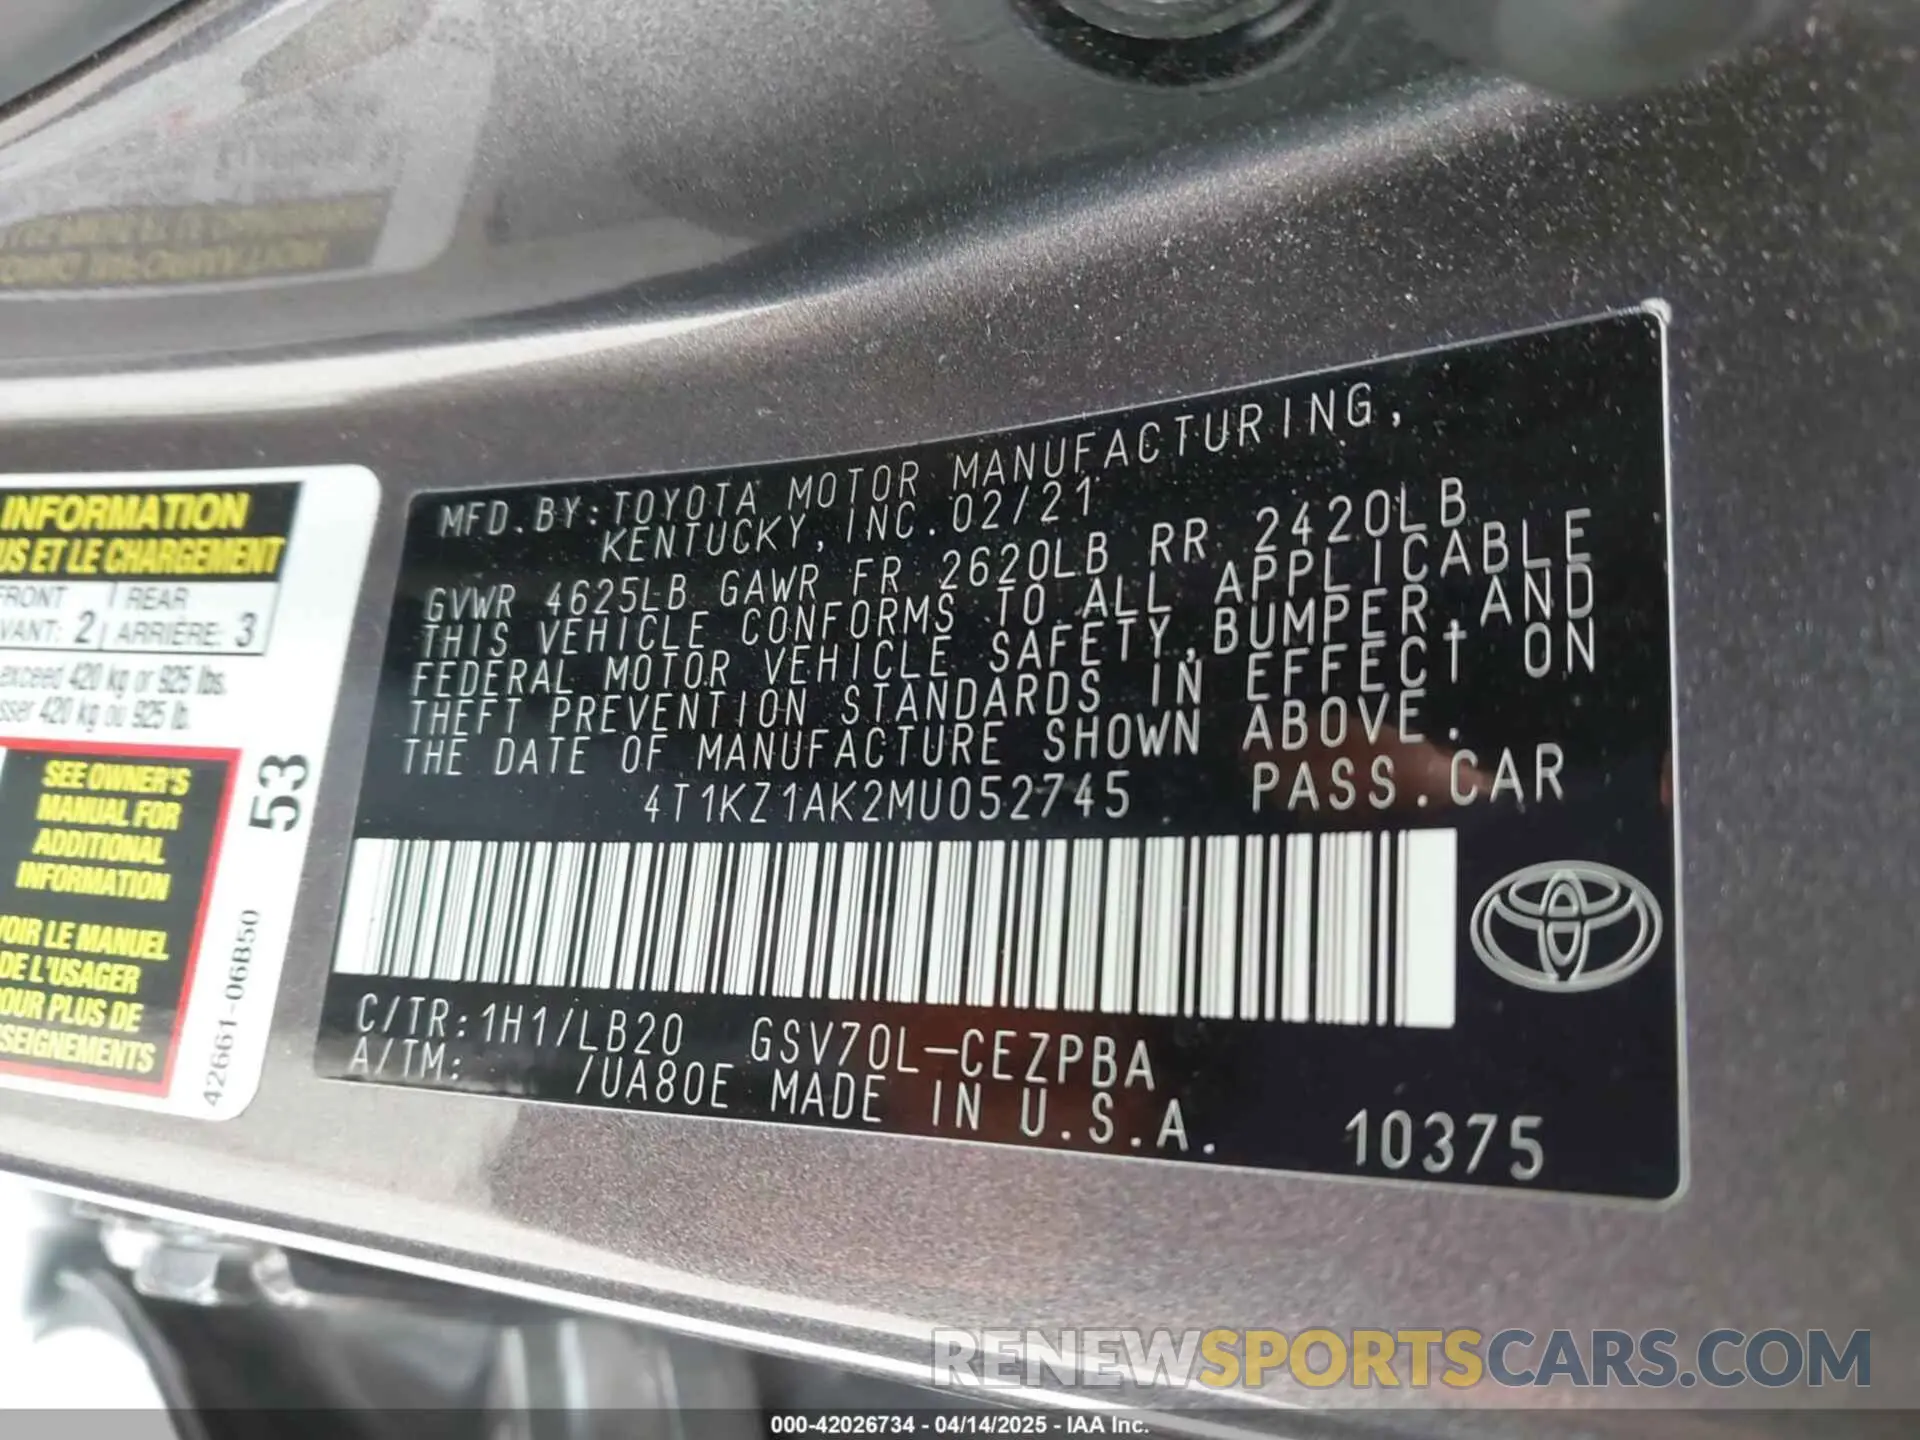 MFD.BY:TOYOTA MOTOR MANUFACTURING,
KENTUCKY, INC. 02/21
GVWR 4625LB GAWR FR 2620LB RR 2420LB
THIS VEHICLE CONFORMS TO ALL APPLICABLE
FEDERAL MOTOR VEHICLE SAFETY,BUMPER,AND
THEFT PREVENTION STANDARDS IN EFFECT ON
THE DATE OF MANUFACTURE SHOWN ABOVE.
4T1KZ1AK2MU052745 PASS.CAR
C/TR:1H1/LB20 GSV70L-CEZPBA
A/TM: /UA80E MADE IN U.S.A.
10375
INFORMATION
US ET LE CHARGEMENT
FRONT REAR
VANT: 2 ARRIÈRE: 3
exceed 420 kg or 925 lbs.
sser 420 kg ou 925 lb.
SEE OWNER'S
MANUAL FOR
ADDITIONAL
INFORMATION
VOIR LE MANUEL
DE L'USAGER
POUR PLUS DE
SEIGNEMENTS
53
42661-06B50
RENEWSPORTSCARS.COM
000-42026734 - 04/14/2025 - IAA Inc.